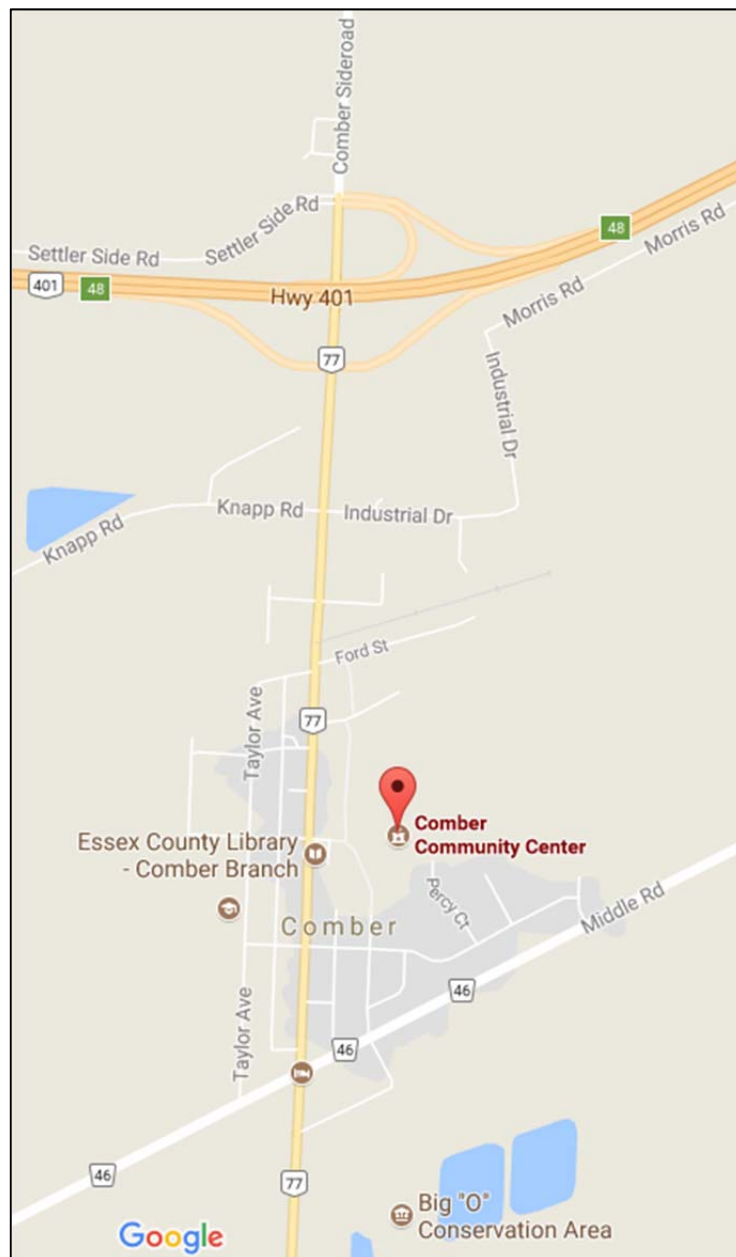 Comber Sideroad
Settler Side Rd
Settler Side Rd
48
Morris Rd
401
48
Hwy 401
Morris Rd
77
Industrial Dr
Knapp Rd
Industrial Dr
Knapp Rd
Ford St
Taylor Ave
77
Comber
Community Center
Essex County Library
- Comber Branch
Percy Ct
Middle Rd
Comber
46
Taylor Ave
46
46
77
Big "O"
Conservation Area
Google